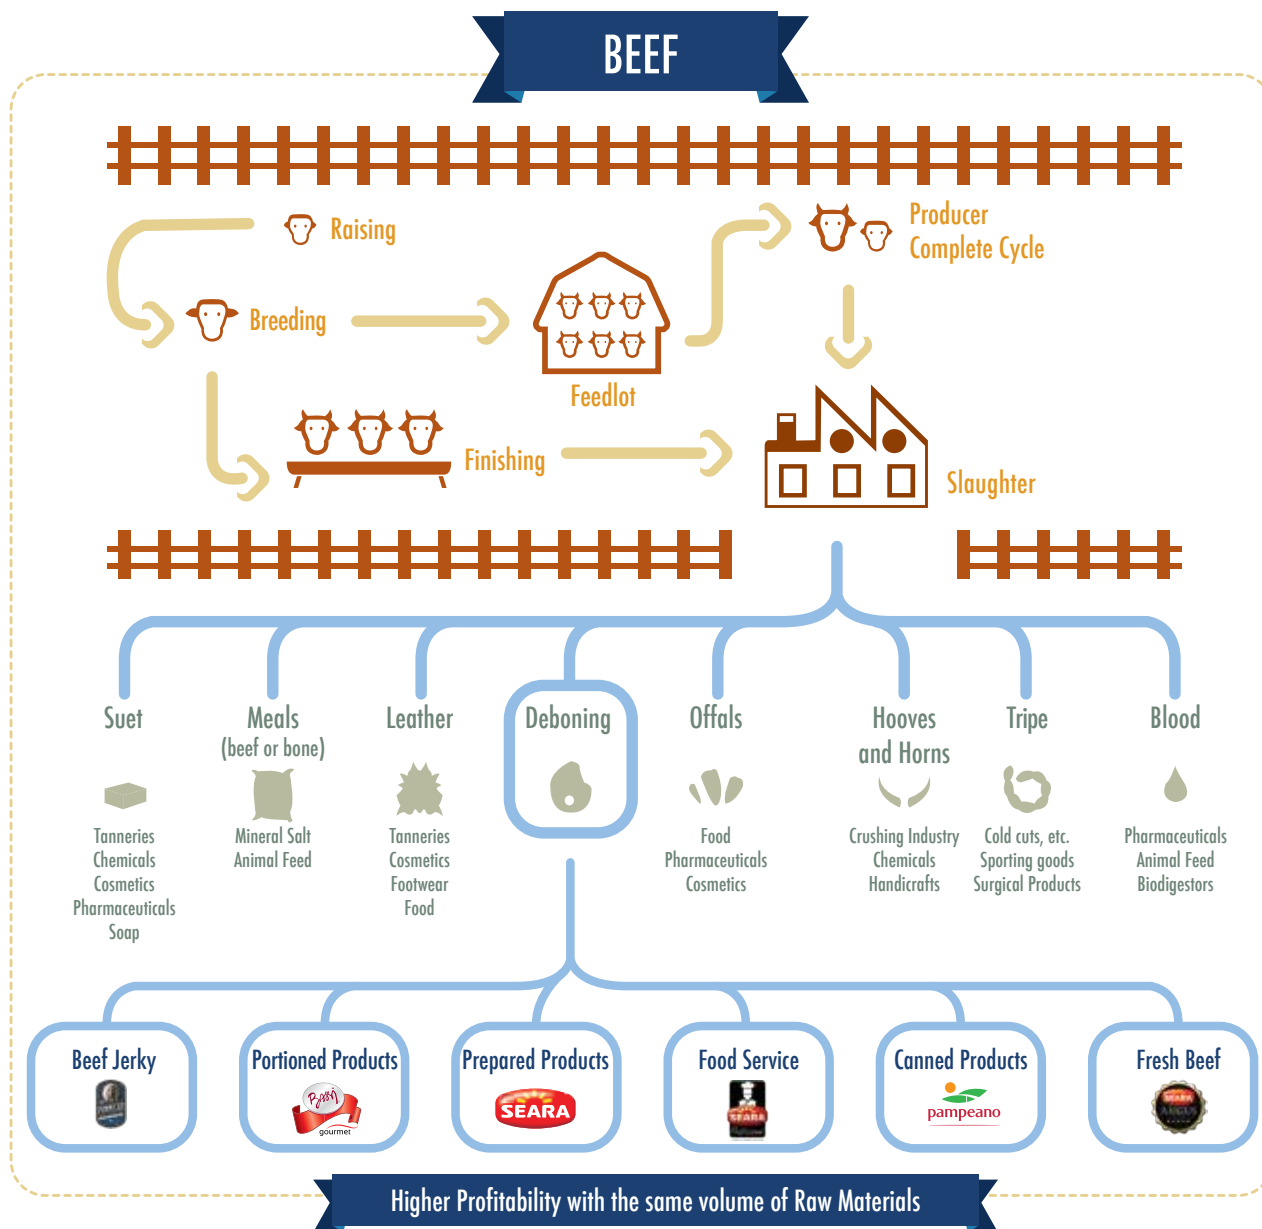 BEEF
Raising
Producer
Complete Cycle
Breeding
Feedlot
Finishing
Slaughter
Suet
Meals
(beef or bone)
Leather
Deboning
Offals
Hooves
and Horns
Tripe
Blood
Tanneries
Chemicals
Cosmetics
Pharmaceuticals
Soap
Mineral Salt
Animal Feed
Tanneries
Cosmetics
Footwear
Food
Food
Pharmaceuticals
Cosmetics
Crushing Industry
Chemicals
Handicrafts
Cold cuts, etc.
Sporting goods
Surgical Products
Pharmaceuticals
Animal Feed
Biodigestors
Beef Jerky
Portioned Products
Bassi
gourmet
Prepared Products
SEARA
Food Service
SEARA
Canned Products
pampeano
Fresh Beef
SEARA
ANGUS
Higher Profitability with the same volume of Raw Materials